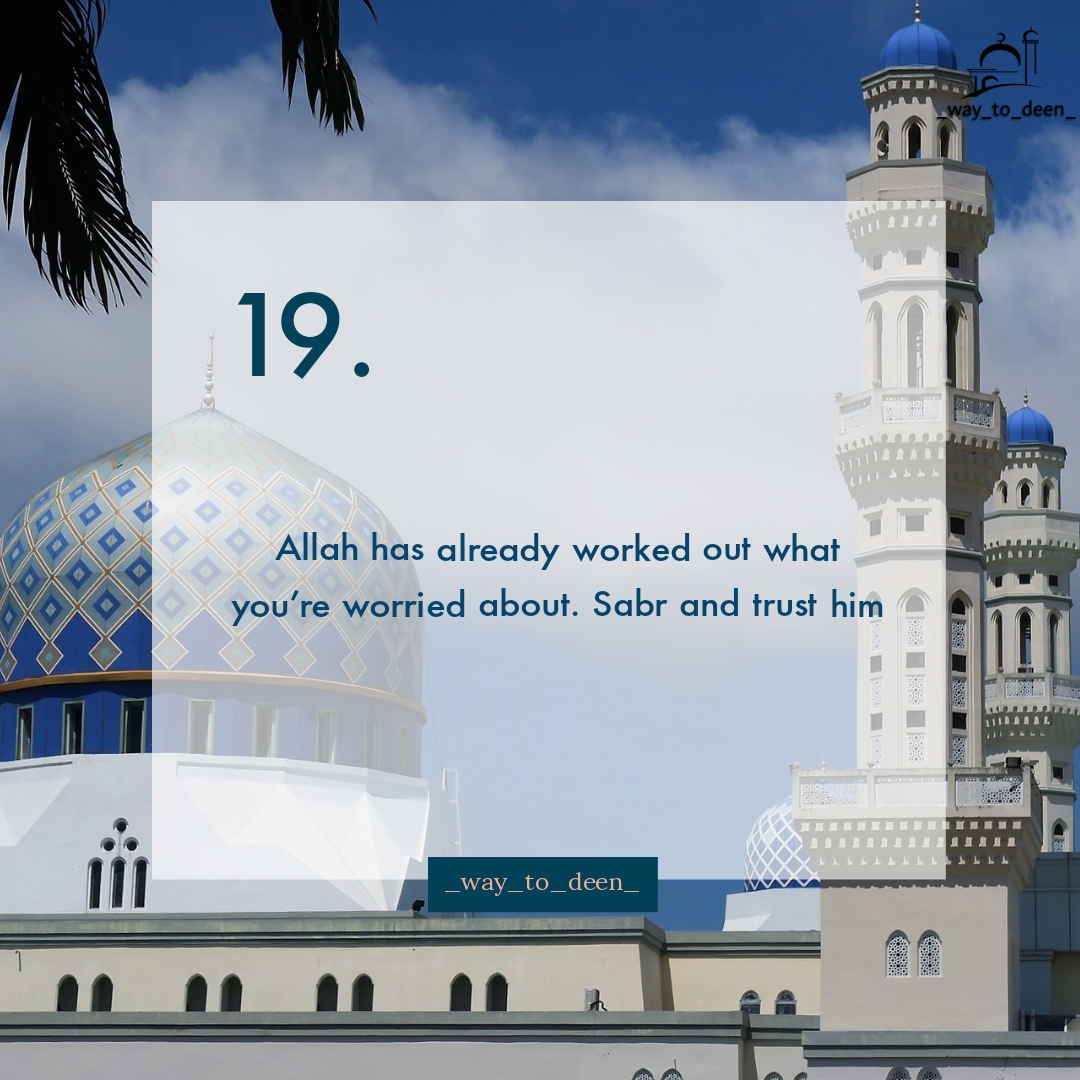 _way_to_deen_
19.
Allah has already worked out what
you’re worried about. Sabr and trust him
_way_to_deen_